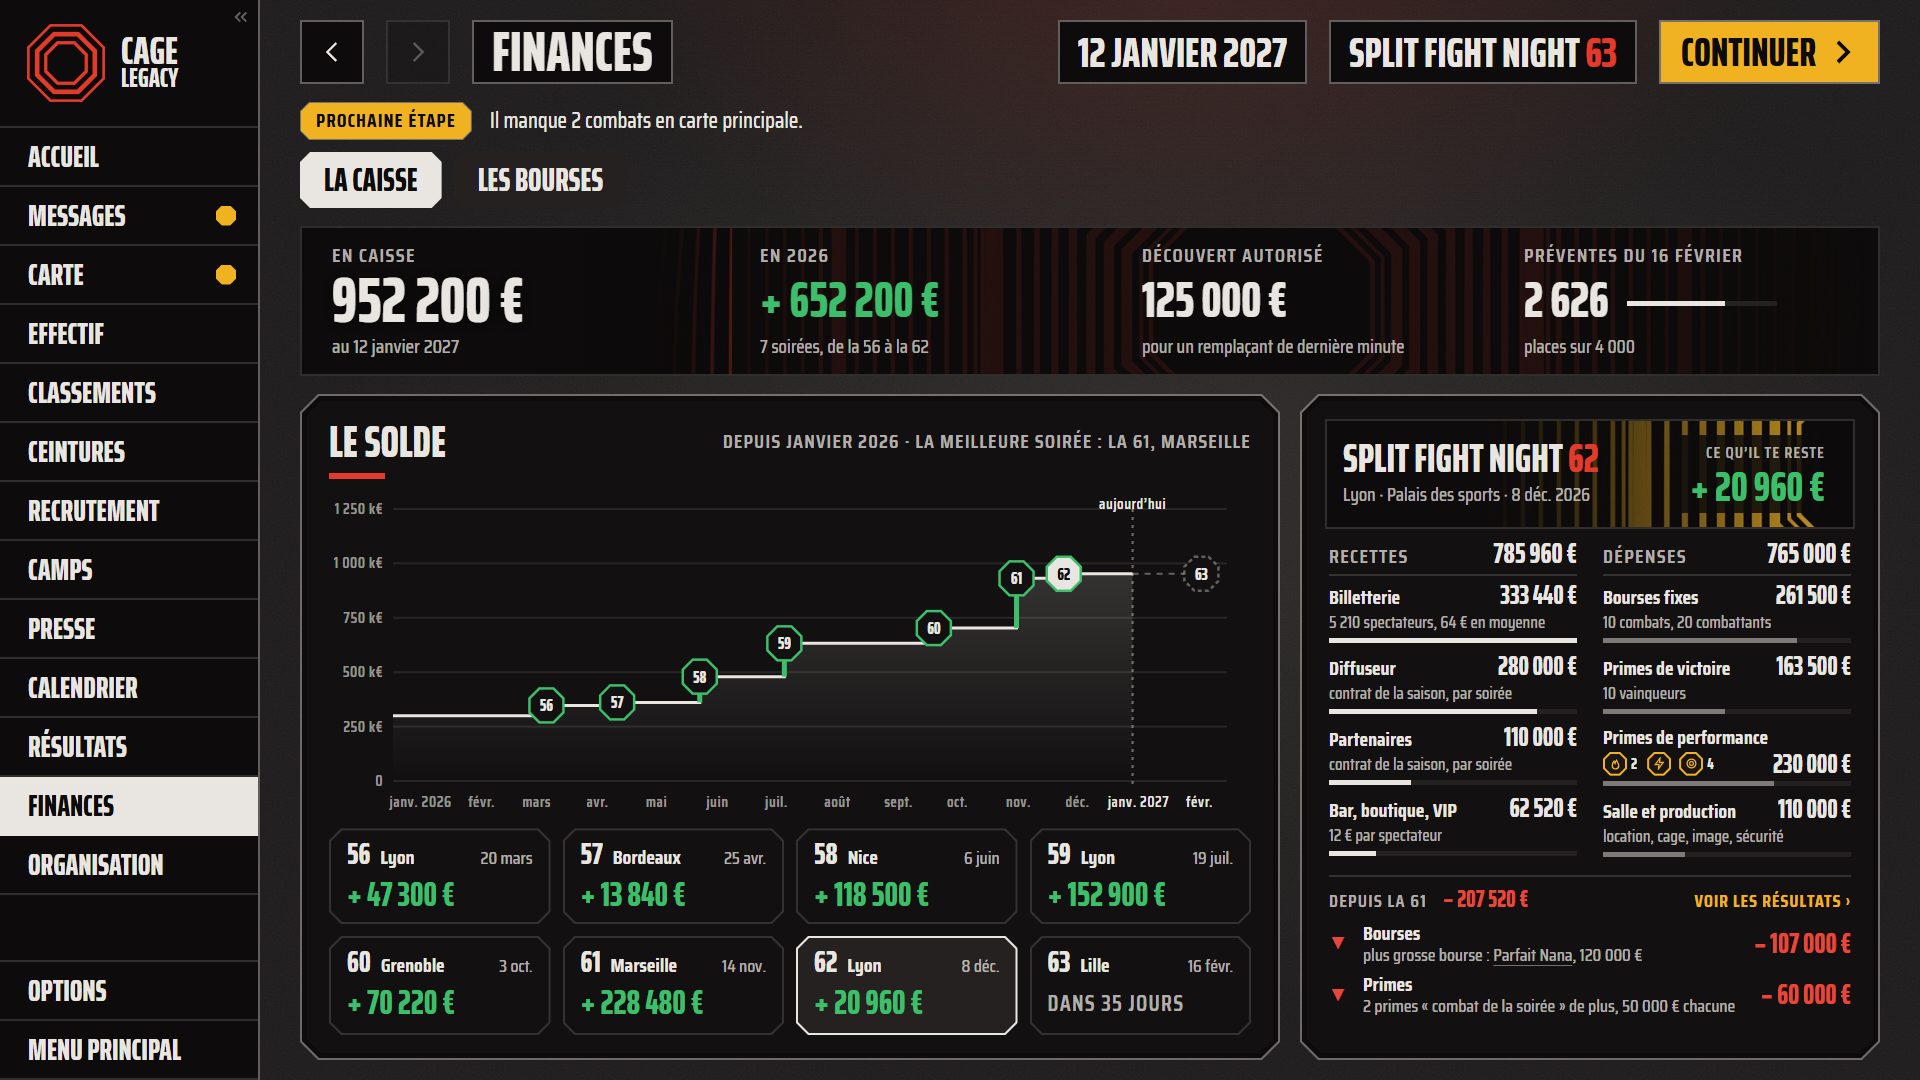 CAGE
LEGACY
ACCUEIL
MESSAGES
CARTE
EFFECTIF
CLASSEMENTS
CEINTURES
RECRUTEMENT
CAMPS
PRESSE
CALENDRIER
RÉSULTATS
FINANCES
ORGANISATION
OPTIONS
MENU PRINCIPAL
FINANCES
12 JANVIER 2027
SPLIT FIGHT NIGHT 63
CONTINUER
PROCHAINE ÉTAPE Il manque 2 combats en carte principale.
LA CAISSE LES BOURSES
EN CAISSE
952 200 €
au 12 janvier 2027
EN 2026
+ 652 200 €
7 soirées, de la 56 à la 62
DÉCOUVERT AUTORISÉ
125 000 €
pour un remplaçant de dernière minute
PRÉVENTES DU 16 FÉVRIER
2 626
places sur 4 000
LE SOLDE
DEPUIS JANVIER 2026 · LA MEILLEURE SOIRÉE : LA 61, MARSEILLE
aujourd'hui
1 250 k€
1 000 k€
750 k€
500 k€
250 k€
0
56 57 58 59 60 61 62 63
janv. 2026 févr. mars avr. mai juin juil. août sept. oct. nov. déc. janv. 2027 févr.
56 Lyon 20 mars
+ 47 300 €
57 Bordeaux 25 avr.
+ 13 840 €
58 Nice 6 juin
+ 118 500 €
59 Lyon 19 juil.
+ 152 900 €
60 Grenoble 3 oct.
+ 70 220 €
61 Marseille 14 nov.
+ 228 480 €
62 Lyon 8 déc.
+ 20 960 €
63 Lille 16 févr.
DANS 35 JOURS
SPLIT FIGHT NIGHT 62
Lyon · Palais des sports · 8 déc. 2026
CE QU'IL TE RESTE
+ 20 960 €
RECETTES 785 960 €
Billetterie 333 440 €
5 210 spectateurs, 64 € en moyenne
Diffuseur 280 000 €
contrat de la saison, par soirée
Partenaires 110 000 €
contrat de la saison, par soirée
Bar, boutique, VIP 62 520 €
12 € par spectateur
DÉPENSES 765 000 €
Bourses fixes 261 500 €
10 combats, 20 combattants
Primes de victoire 163 500 €
10 vainqueurs
Primes de performance
2 4 230 000 €
Salle et production 110 000 €
location, cage, image, sécurité
DEPUIS LA 61 − 207 520 €
VOIR LES RÉSULTATS ›
Bourses − 107 000 €
plus grosse bourse : Parfait Nana, 120 000 €
Primes − 60 000 €
2 primes « combat de la soirée » de plus, 50 000 € chacune